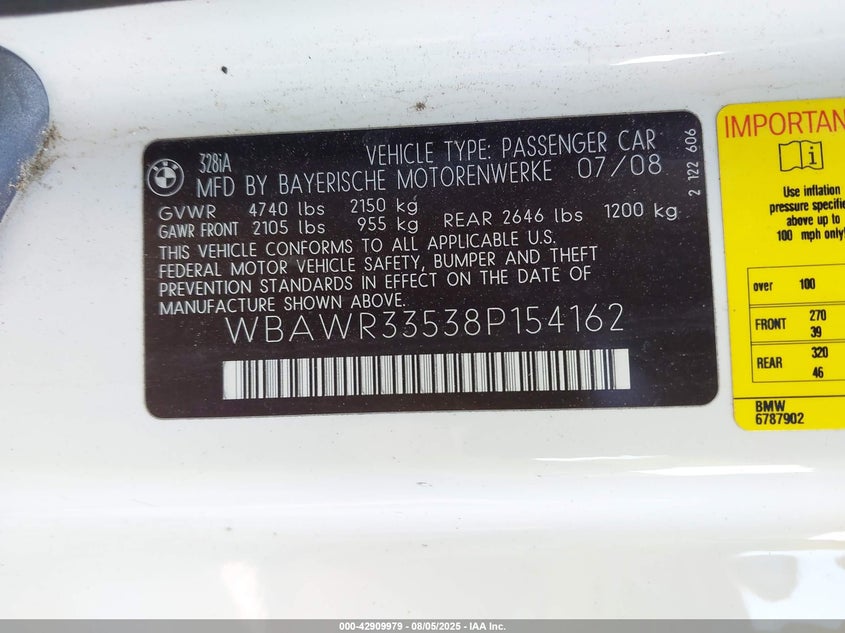 BMW
328iA
VEHICLE TYPE: PASSENGER CAR
MFD BY BAYERISCHE MOTORENWERKE 07/08
GVWR 4740 lbs 2150 kg
GAWR FRONT 2105 lbs 955 kg REAR 2646 lbs 1200 kg
THIS VEHICLE CONFORMS TO ALL APPLICABLE U.S.
FEDERAL MOTOR VEHICLE SAFETY, BUMPER AND THEFT
PREVENTION STANDARDS IN EFFECT ON THE DATE OF
MANUFACTURE SHOWN ABOVE.
WBAWR33538P154162
2 122 606
IMPORTAN
i
Use inflation
pressure specifie
above up to
100 mph only!
over 100
FRONT 270
39
REAR 320
46
BMW
6787902
000-42909979 - 08/05/2025 - IAA Inc.